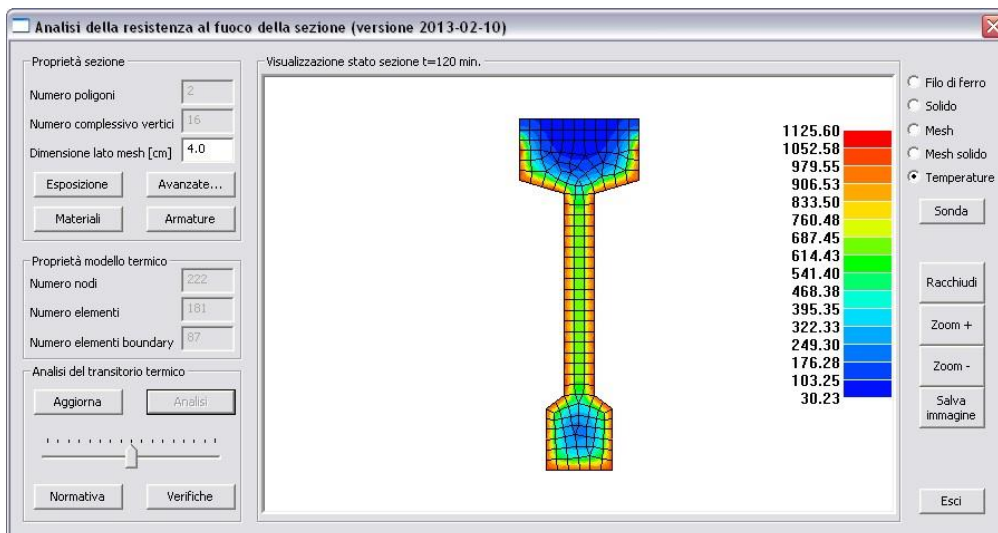 Analisi della resistenza al fuoco della sezione (versione 2013-02-10)
Proprietà sezione
Numero poligoni 2
Numero complessivo vertici 16
Dimensione lato mesh [cm] 4.0
Esposizione Avanzate...
Materiali Armature
Proprietà modello termico
Numero nodi 222
Numero elementi 181
Numero elementi boundary 87
Analisi del transitorio termico
Aggiorna Analisi
Normativa Verifiche
Visualizzazione stato sezione t=120 min.
1125.60
1052.58
979.55
906.53
833.50
760.48
687.45
614.43
541.40
468.38
395.35
322.33
249.30
176.28
103.25
30.23
Filo di ferro
Solido
Mesh
Mesh solido
Temperature
Sonda
Racchiudi
Zoom +
Zoom -
Salva
immagine
Esci